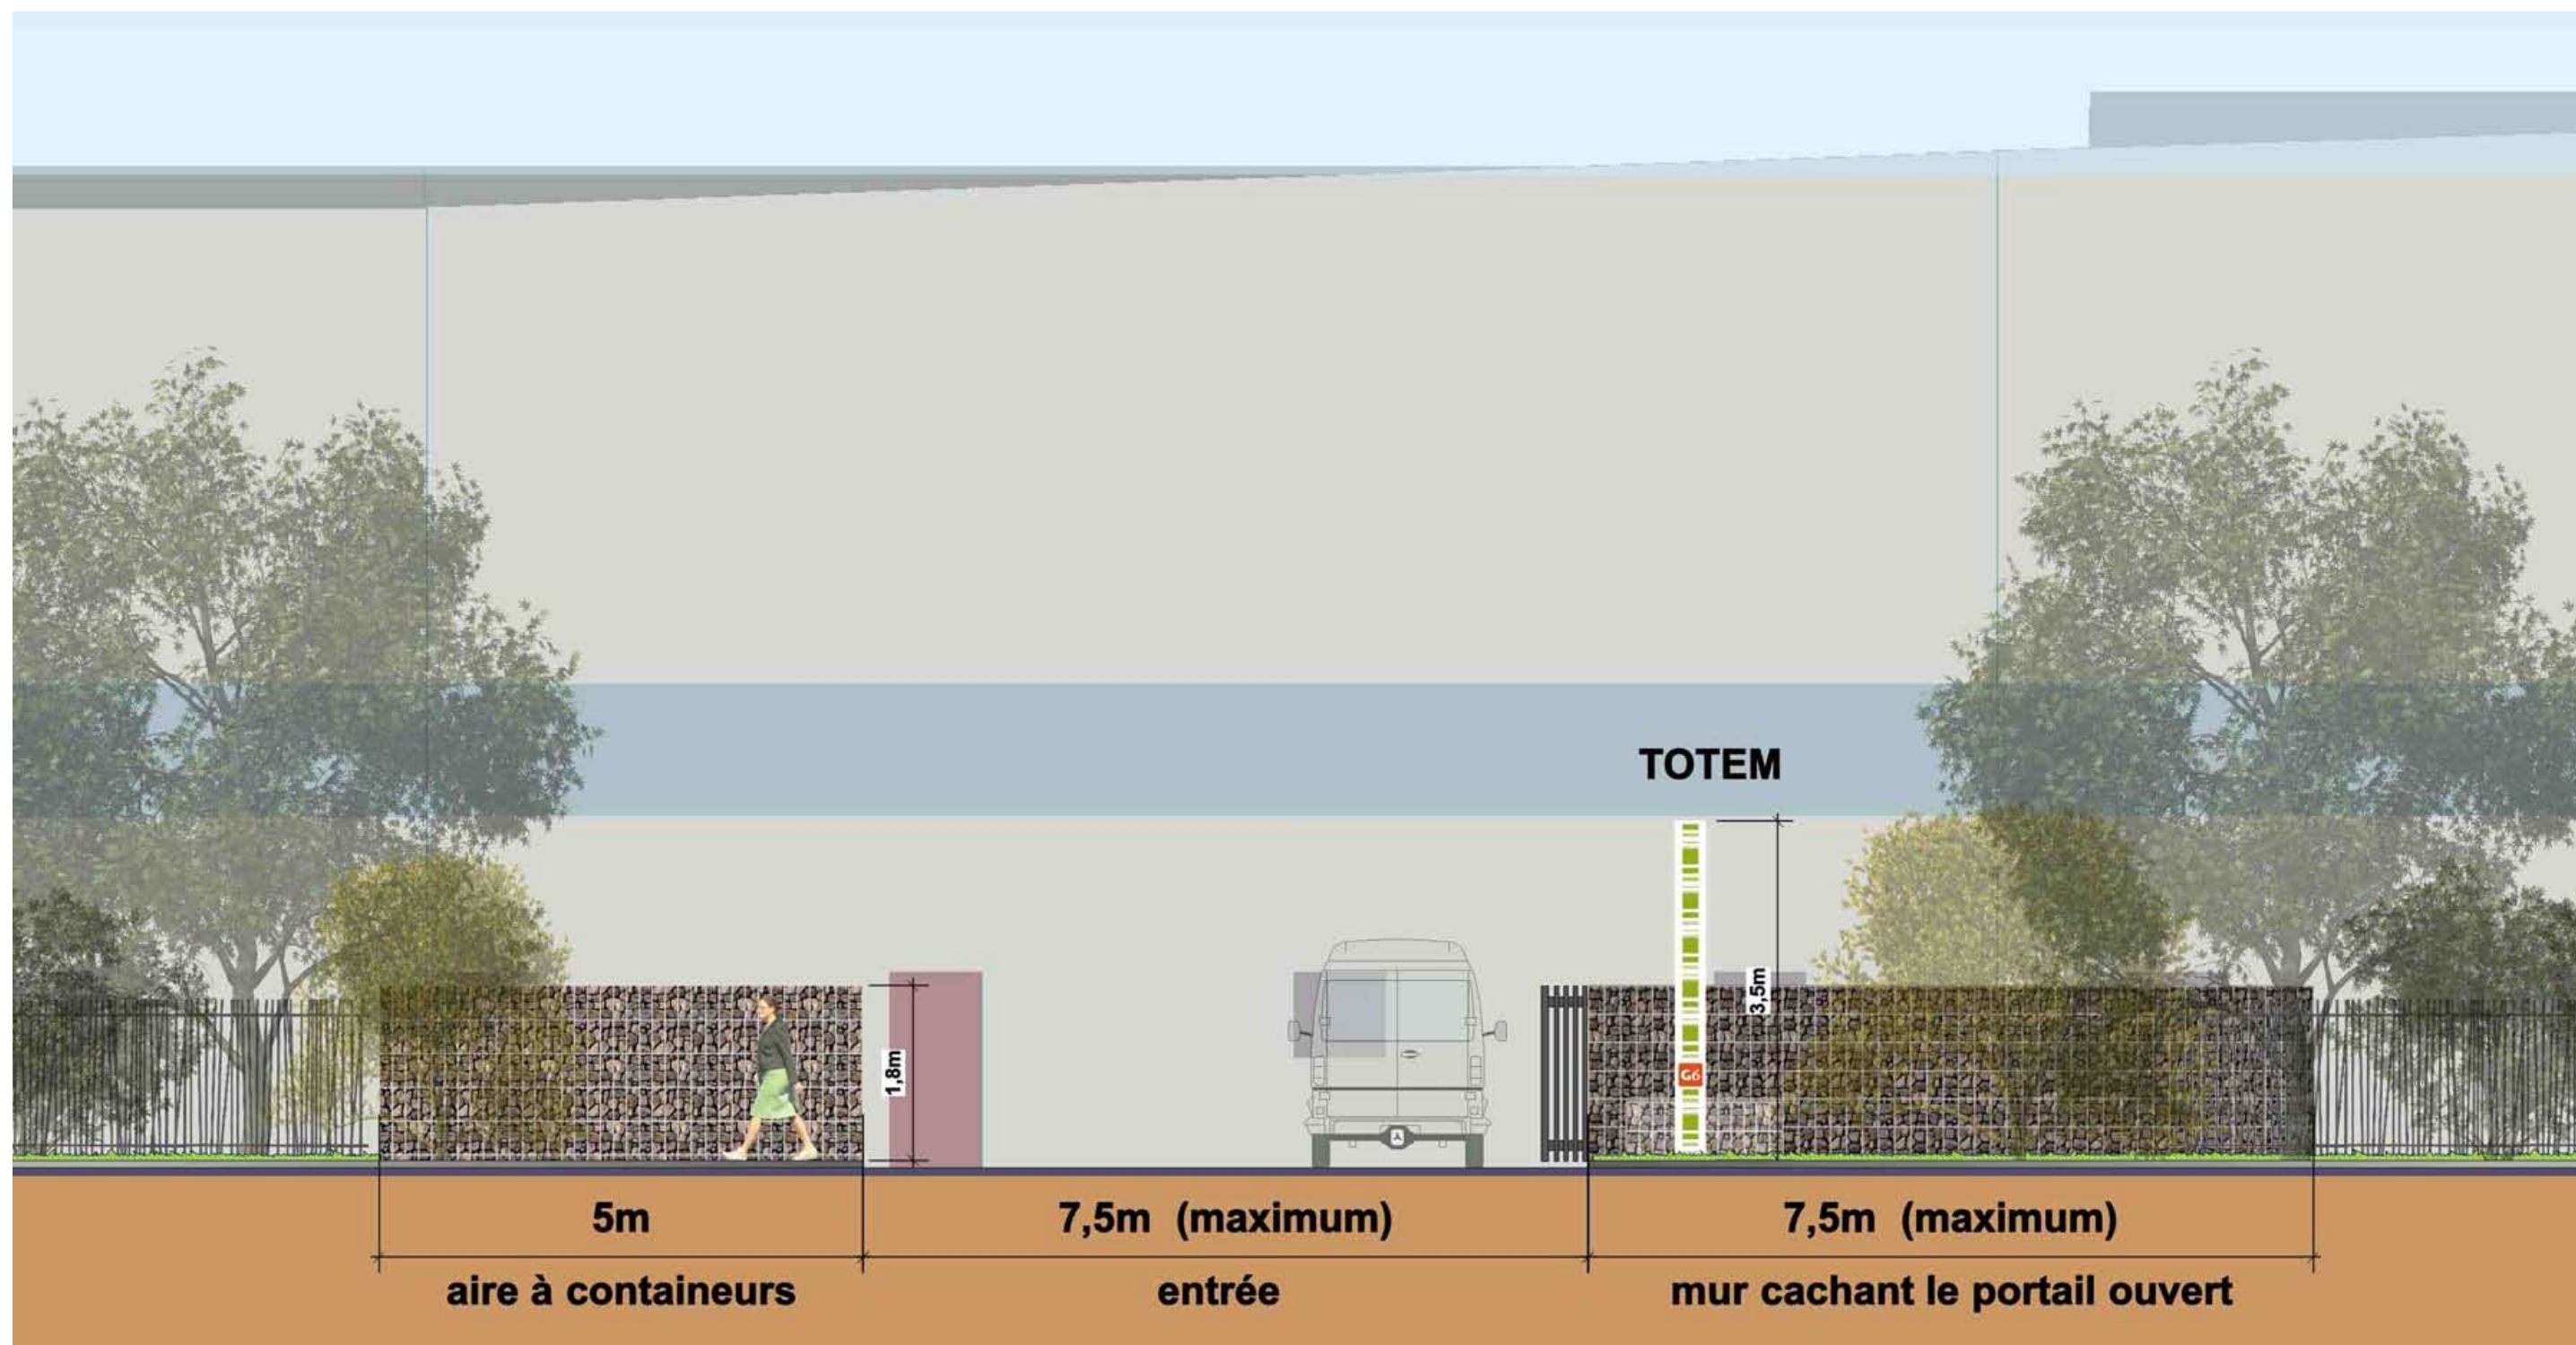 TOTEM
3,5m
1,8m
G6
5m
7,5m (maximum)
7,5m (maximum)
aire à containeurs
entrée
mur cachant le portail ouvert